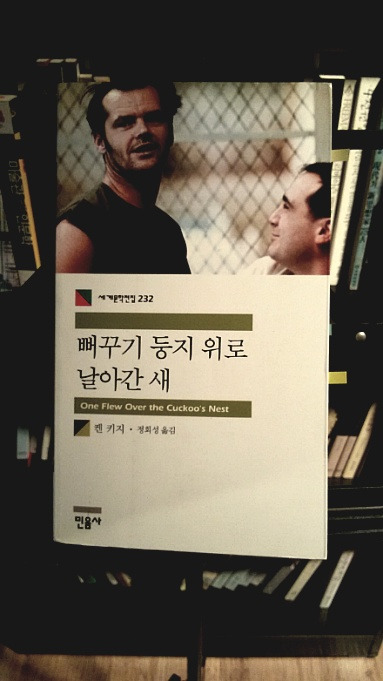 세계문학전집 232
뻐꾸기 둥지 위로
날아간 새
One Flew Over the Cuckoo's Nest
켄 키지 · 정회성 옮김
민음사